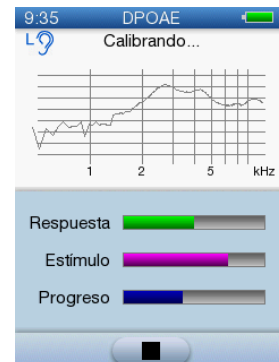 9:35 DPOAE
L Calibrando...
1 2 5 kHz
Respuesta
Estímulo
Progreso